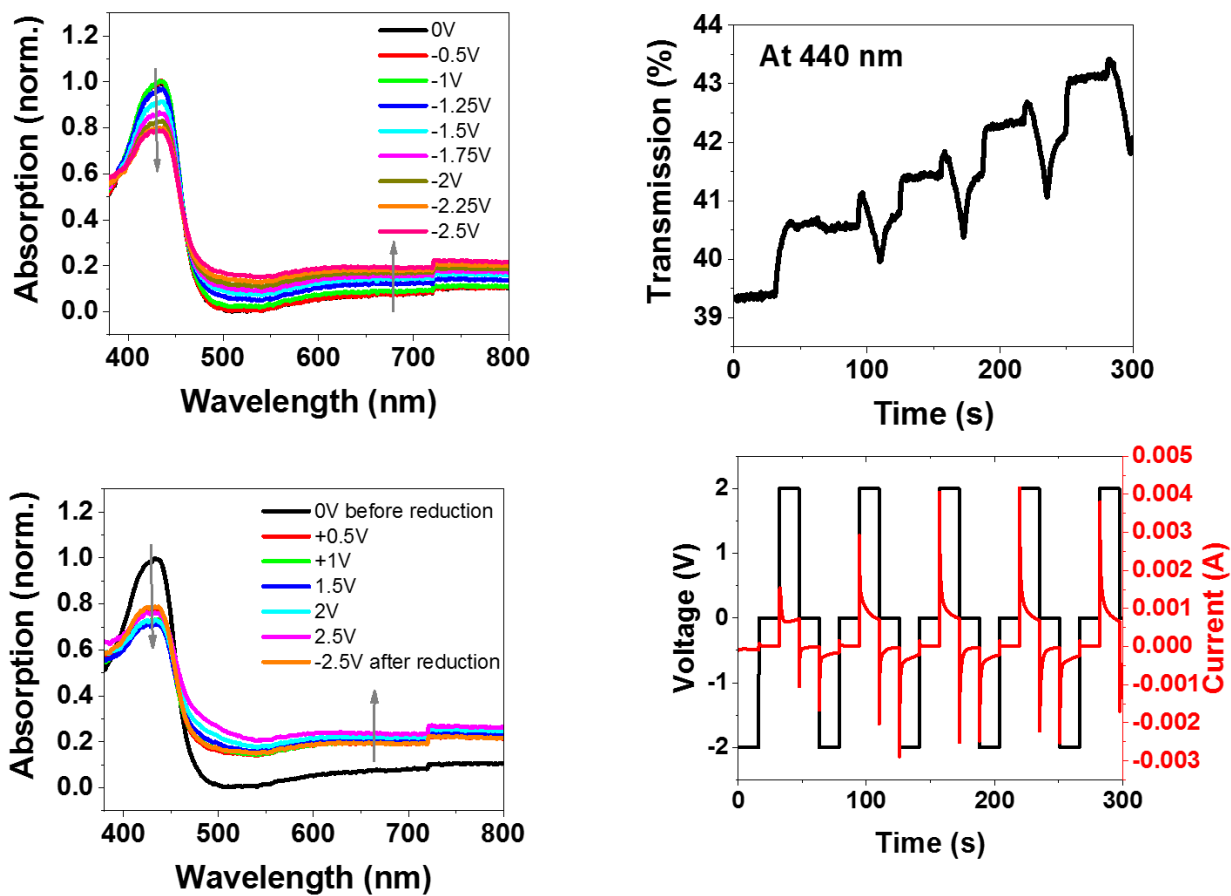 1.2
1.0
0.8
0.6
0.4
0.2
0.0
Absorption (norm.)
0V
-0.5V
-1V
-1.25V
-1.5V
-1.75V
-2V
-2.25V
-2.5V
400 500 600 700 800
Wavelength (nm)
44
43
42
41
40
39
Transmission (%)
At 440 nm
0 100 200 300
Time (s)
1.2
1.0
0.8
0.6
0.4
0.2
0.0
Absorption (norm.)
0V before reduction
+0.5V
+1V
1.5V
2V
2.5V
-2.5V after reduction
400 500 600 700 800
Wavelength (nm)
2
1
0
-1
-2
Voltage (V)
0.005
0.004
0.003
0.002
0.001
0.000
-0.001
-0.002
-0.003
Current (A)
0 100 200 300
Time (s)